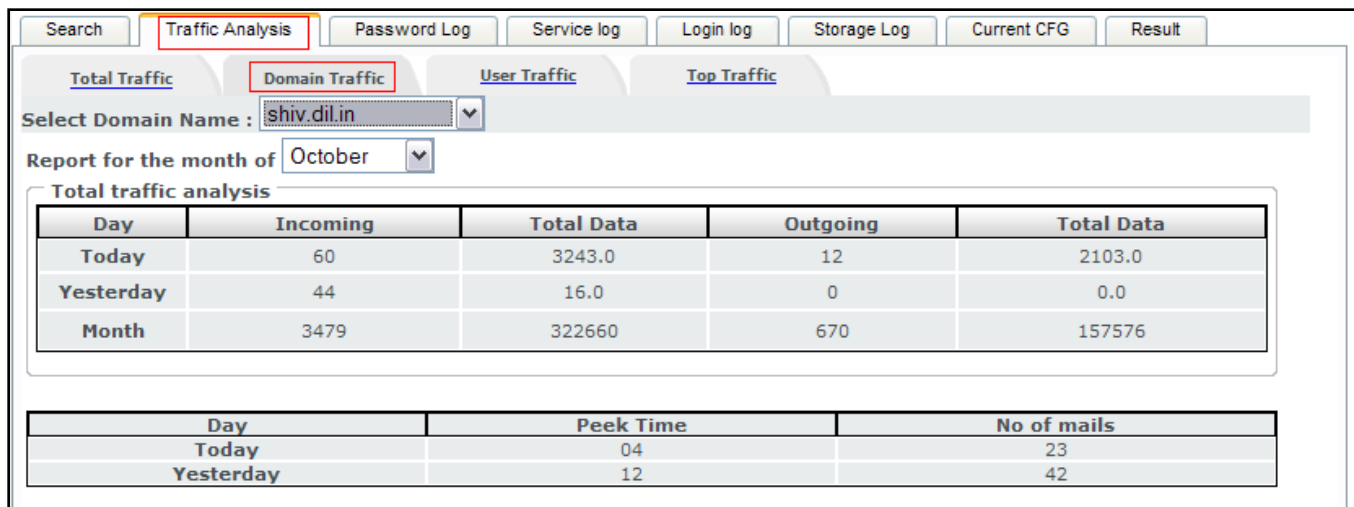 Search Traffic Analysis Password Log Service log Login log Storage Log Current CFG Result
Total Traffic Domain Traffic User Traffic Top Traffic
Select Domain Name : shiv.dil.in
Report for the month of October
Total traffic analysis
Day Incoming Total Data Outgoing Total Data
Today 60 3243.0 12 2103.0
Yesterday 44 16.0 0 0.0
Month 3479 322660 670 157576
Day Peek Time No of mails
Today 04 23
Yesterday 12 42